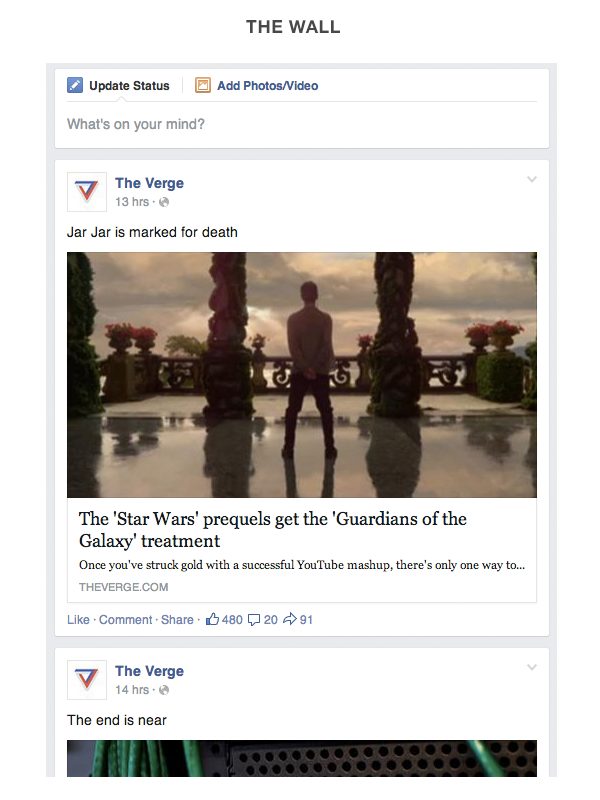 THE WALL
Update Status
Add Photos/Video
What's on your mind?
The Verge
13 hrs ·
Jar Jar is marked for death
The 'Star Wars' prequels get the 'Guardians of the
Galaxy' treatment
Once you've struck gold with a successful YouTube mashup, there's only one way to...
THEVERGE.COM
Like · Comment · Share · 480 20 91
The Verge
14 hrs ·
The end is near